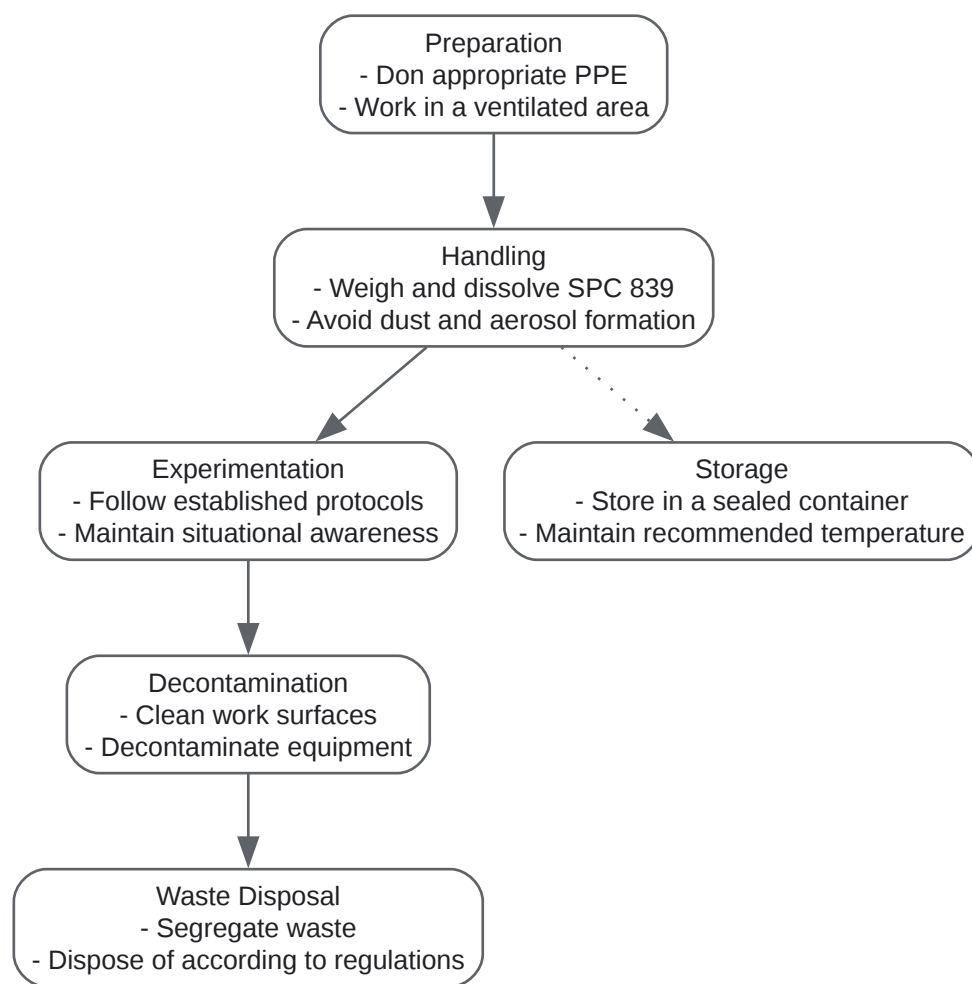 Preparation
- Don appropriate PPE
- Work in a ventilated area
Handling
- Weigh and dissolve SPC 839
- Avoid dust and aerosol formation
Experimentation
- Follow established protocols
- Maintain situational awareness
Storage
- Store in a sealed container
- Maintain recommended temperature
Decontamination
- Clean work surfaces
- Decontaminate equipment
Waste Disposal
- Segregate waste
- Dispose of according to regulations